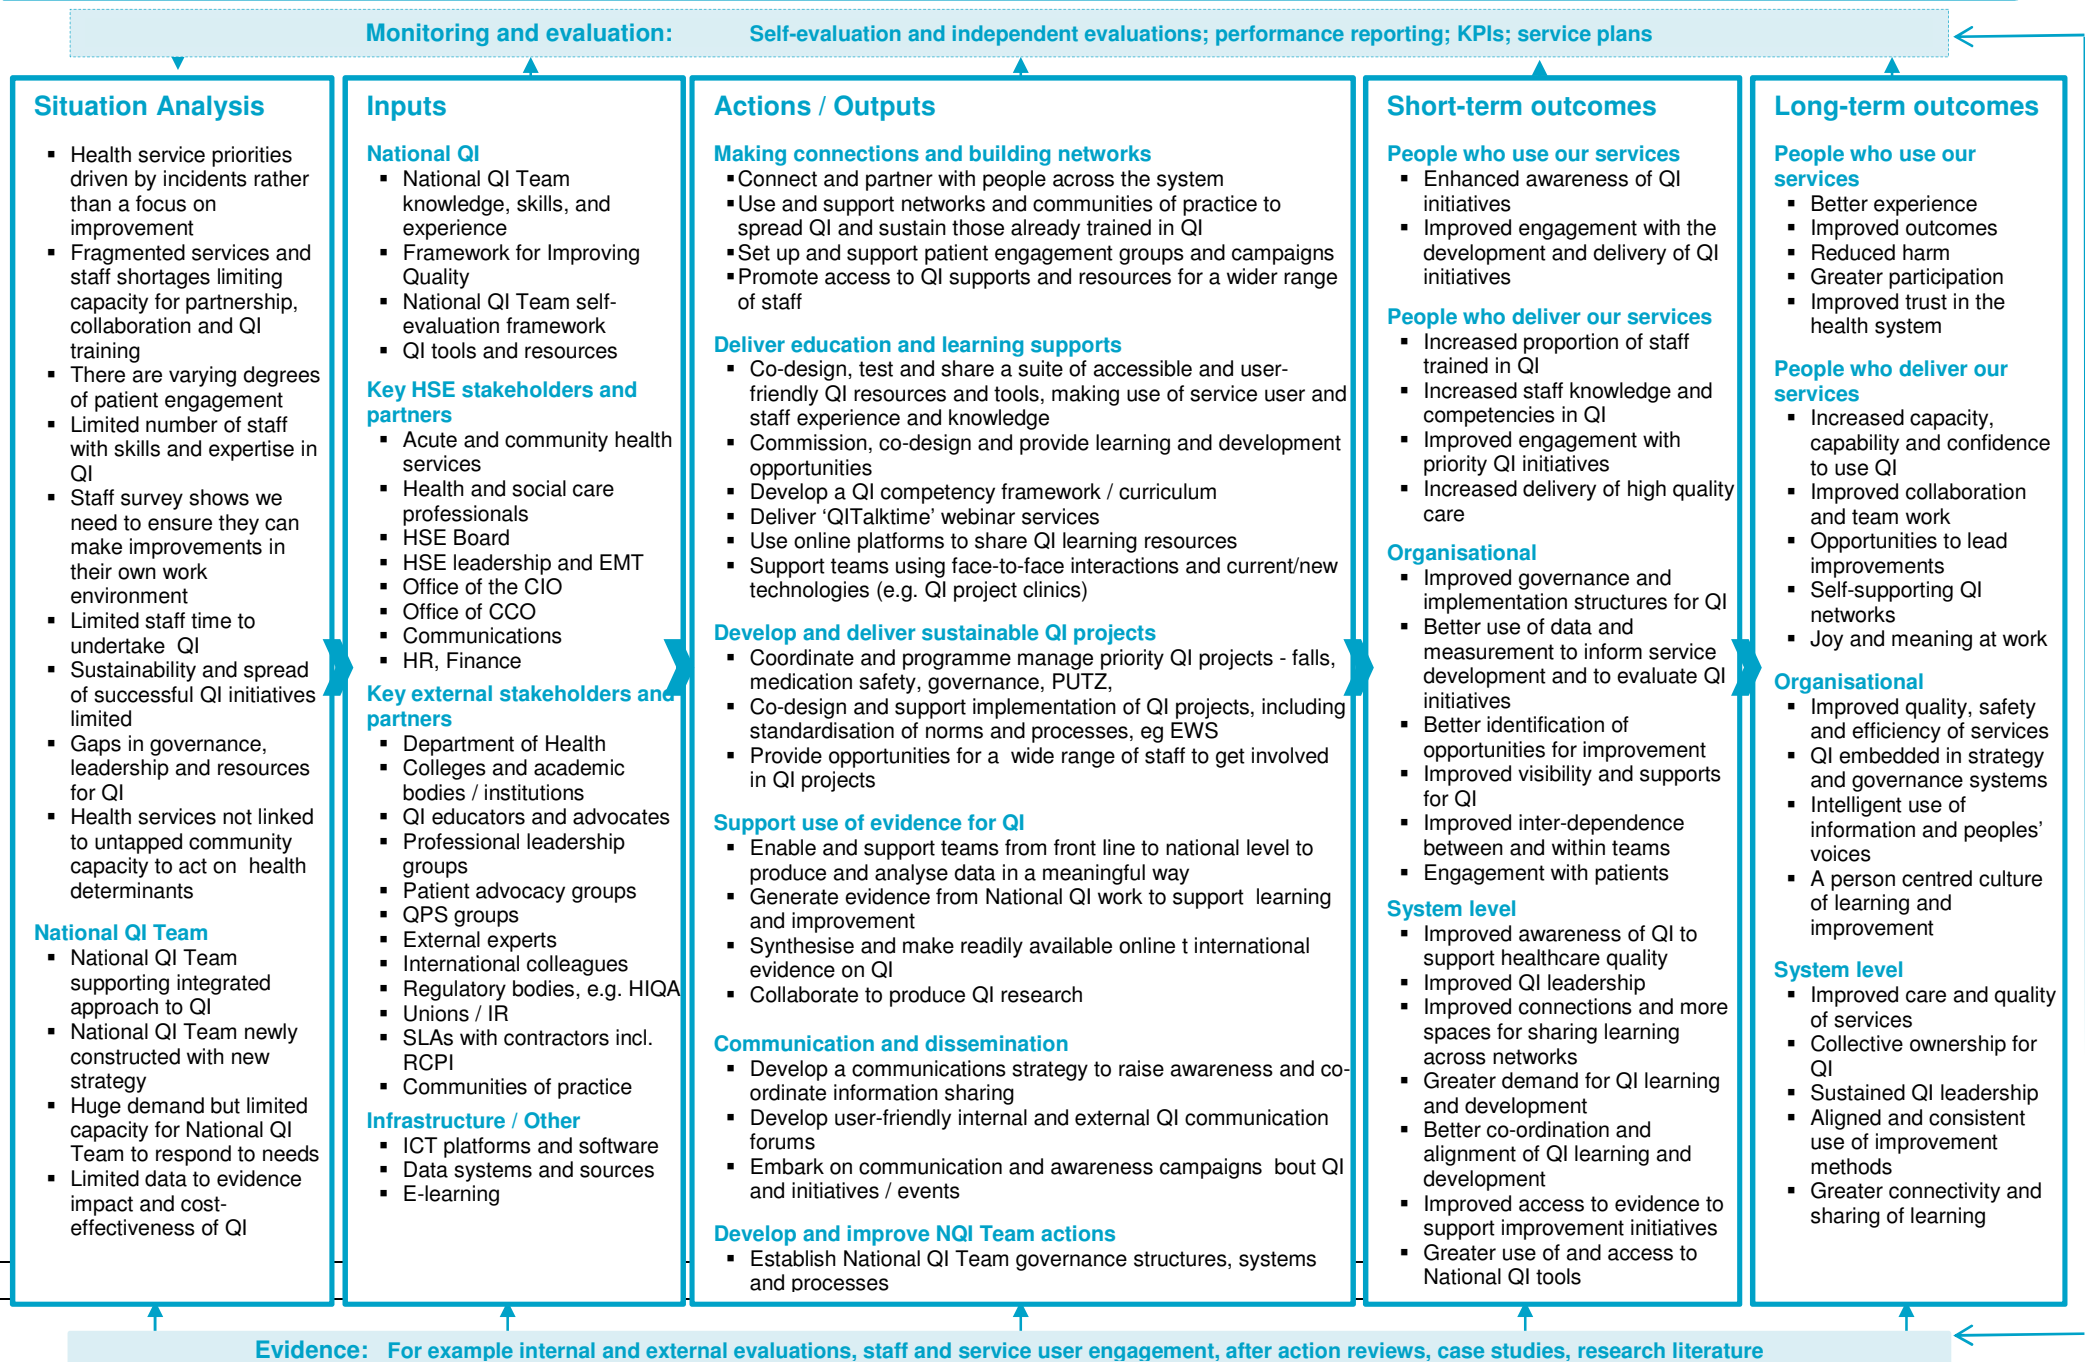 Monitoring and evaluation: Self-evaluation and independent evaluations; performance reporting; KPIs; service plans
Situation Analysis
▪ Health service priorities
driven by incidents rather
than a focus on
improvement
▪ Fragmented services and
staff shortages limiting
capacity for partnership,
collaboration and QI
training
▪ There are varying degrees
of patient engagement
▪ Limited number of staff
with skills and expertise in
QI
▪ Staff survey shows we
need to ensure they can
make improvements in
their own work
environment
▪ Limited staff time to
undertake QI
▪ Sustainability and spread
of successful QI initiatives
limited
▪ Gaps in governance,
leadership and resources
for QI
▪ Health services not linked
to untapped community
capacity to act on health
determinants
National QI Team
▪ National QI Team
supporting integrated
approach to QI
▪ National QI Team newly
constructed with new
strategy
▪ Huge demand but limited
capacity for National QI
Team to respond to needs
▪ Limited data to evidence
impact and cost-
effectiveness of QI
Inputs
National QI
▪ National QI Team
knowledge, skills, and
experience
▪ Framework for Improving
Quality
▪ National QI Team self-
evaluation framework
▪ QI tools and resources
Key HSE stakeholders and
partners
▪ Acute and community health
services
▪ Health and social care
professionals
▪ HSE Board
▪ HSE leadership and EMT
▪ Office of the CIO
▪ Office of CCO
▪ Communications
▪ HR, Finance
Key external stakeholders and
partners
▪ Department of Health
▪ Colleges and academic
bodies / institutions
▪ QI educators and advocates
▪ Professional leadership
groups
▪ Patient advocacy groups
▪ QPS groups
▪ External experts
▪ International colleagues
▪ Regulatory bodies, e.g. HIQA
▪ Unions / IR
▪ SLAs with contractors incl.
RCPI
▪ Communities of practice
Infrastructure / Other
▪ ICT platforms and software
▪ Data systems and sources
▪ E-learning
Actions / Outputs
Making connections and building networks
▪ Connect and partner with people across the system
▪ Use and support networks and communities of practice to
spread QI and sustain those already trained in QI
▪ Set up and support patient engagement groups and campaigns
▪ Promote access to QI supports and resources for a wider range
of staff
Deliver education and learning supports
▪ Co-design, test and share a suite of accessible and user-
friendly QI resources and tools, making use of service user and
staff experience and knowledge
▪ Commission, co-design and provide learning and development
opportunities
▪ Develop a QI competency framework / curriculum
▪ Deliver ‘QITalktime’ webinar services
▪ Use online platforms to share QI learning resources
▪ Support teams using face-to-face interactions and current/new
technologies (e.g. QI project clinics)
Develop and deliver sustainable QI projects
▪ Coordinate and programme manage priority QI projects - falls,
medication safety, governance, PUTZ,
▪ Co-design and support implementation of QI projects, including
standardisation of norms and processes, eg EWS
▪ Provide opportunities for a wide range of staff to get involved
in QI projects
Support use of evidence for QI
▪ Enable and support teams from front line to national level to
produce and analyse data in a meaningful way
▪ Generate evidence from National QI work to support learning
and improvement
▪ Synthesise and make readily available online t international
evidence on QI
▪ Collaborate to produce QI research
Communication and dissemination
▪ Develop a communications strategy to raise awareness and co-
ordinate information sharing
▪ Develop user-friendly internal and external QI communication
forums
▪ Embark on communication and awareness campaigns bout QI
and initiatives / events
Develop and improve NQI Team actions
▪ Establish National QI Team governance structures, systems
and processes
Short-term outcomes
People who use our services
▪ Enhanced awareness of QI
initiatives
▪ Improved engagement with the
development and delivery of QI
initiatives
People who deliver our services
▪ Increased proportion of staff
trained in QI
▪ Increased staff knowledge and
competencies in QI
▪ Improved engagement with
priority QI initiatives
▪ Increased delivery of high quality
care
Organisational
▪ Improved governance and
implementation structures for QI
▪ Better use of data and
measurement to inform service
development and to evaluate QI
initiatives
▪ Better identification of
opportunities for improvement
▪ Improved visibility and supports
for QI
▪ Improved inter-dependence
between and within teams
▪ Engagement with patients
System level
▪ Improved awareness of QI to
support healthcare quality
▪ Improved QI leadership
▪ Improved connections and more
spaces for sharing learning
across networks
▪ Greater demand for QI learning
and development
▪ Better co-ordination and
alignment of QI learning and
development
▪ Improved access to evidence to
support improvement initiatives
▪ Greater use of and access to
National QI tools
Long-term outcomes
People who use our
services
▪ Better experience
▪ Improved outcomes
▪ Reduced harm
▪ Greater participation
▪ Improved trust in the
health system
People who deliver our
services
▪ Increased capacity,
capability and confidence
to use QI
▪ Improved collaboration
and team work
▪ Opportunities to lead
improvements
▪ Self-supporting QI
networks
▪ Joy and meaning at work
Organisational
▪ Improved quality, safety
and efficiency of services
▪ QI embedded in strategy
and governance systems
▪ Intelligent use of
information and peoples’
voices
▪ A person centred culture
of learning and
improvement
System level
▪ Improved care and quality
of services
▪ Collective ownership for
QI
▪ Sustained QI leadership
▪ Aligned and consistent
use of improvement
methods
▪ Greater connectivity and
sharing of learning
Evidence: For example internal and external evaluations, staff and service user engagement, after action reviews, case studies, research literature